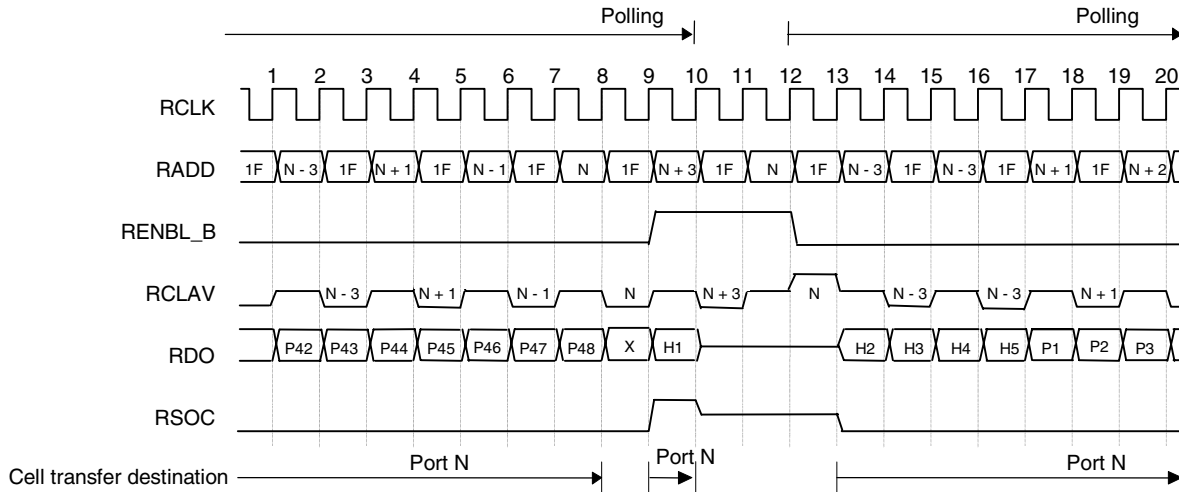 Polling Polling
1 2 3 4 5 6 7 8 9 10 11 12 13 14 15 16 17 18 19 20
RCLK
RADD 1F N - 3 1F N + 1 1F N - 1 1F N 1F N + 3 1F N 1F N - 3 1F N - 3 1F N + 1 1F N + 2
RENBL_B
RCLAV N - 3 N + 1 N - 1 N N + 3 N N - 3 N - 3 N + 1
RDO P42 P43 P44 P45 P46 P47 P48 X H1 H2 H3 H4 H5 P1 P2 P3
RSOC
Cell transfer destination Port N Port N Port N